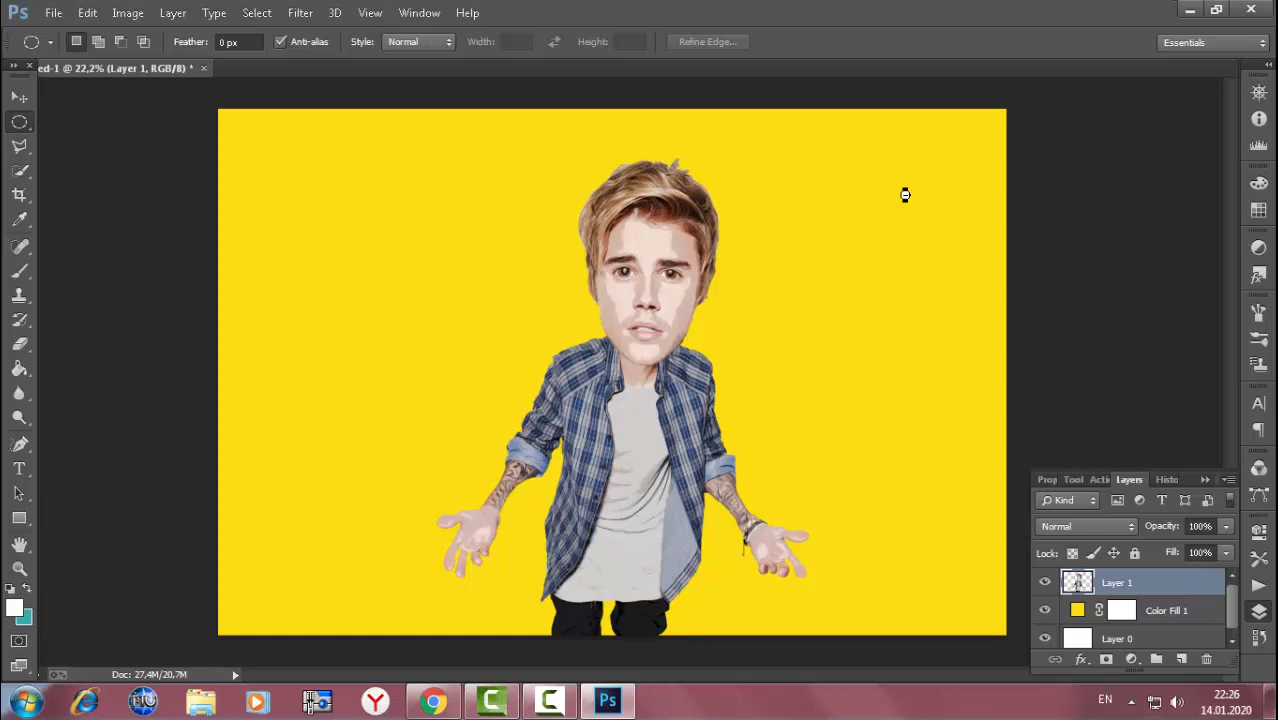 Ps File Edit Image Layer Type Select Filter 3D View Window Help
Feather: 0 px Anti-alias Style: Normal Width: Height: Refine Edge... Essentials
ed-1 @ 22,2% (Layer 1, RGB/8) * ×
Prop Tool Acti Layers Histo
Kind
Normal Opacity: 100%
Lock: Fill: 100%
Layer 1
Color Fill 1
Layer 0
fx
Doc: 27,4M/20,7M
Ps EN 22:26
14.01.2020